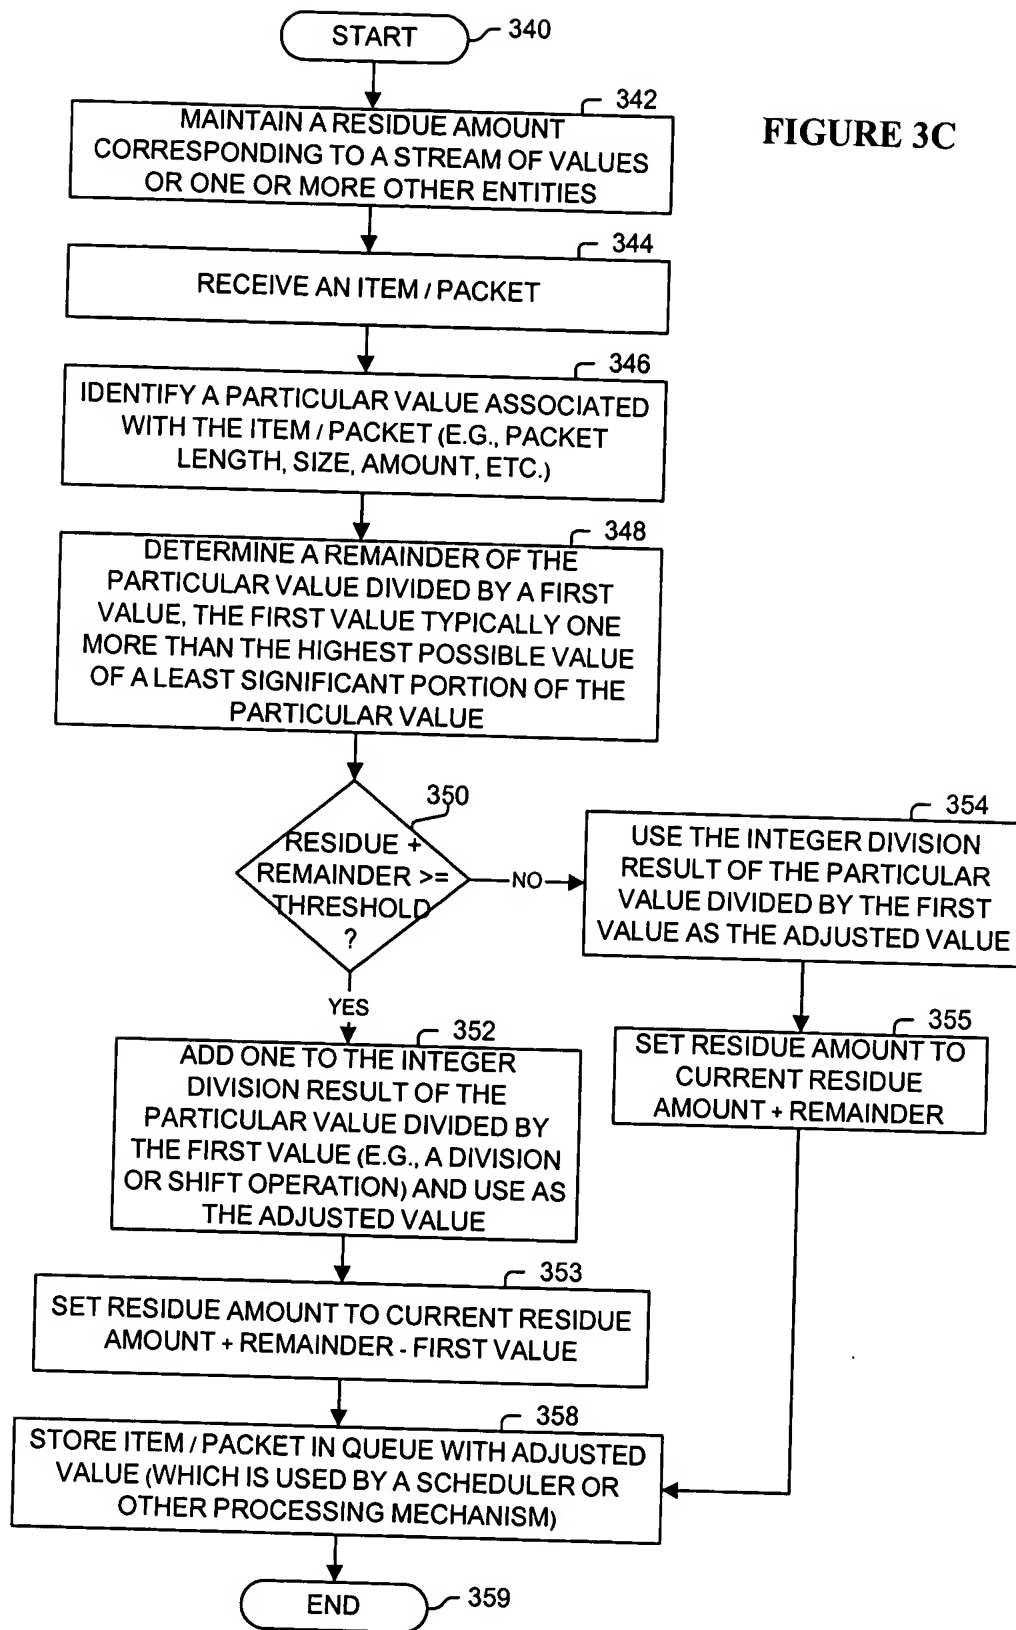 START
340
FIGURE 3C
342
MAINTAIN A RESIDUE AMOUNT
CORRESPONDING TO A STREAM OF VALUES
OR ONE OR MORE OTHER ENTITIES
344
RECEIVE AN ITEM / PACKET
346
IDENTIFY A PARTICULAR VALUE ASSOCIATED
WITH THE ITEM / PACKET (E.G., PACKET
LENGTH, SIZE, AMOUNT, ETC.)
348
DETERMINE A REMAINDER OF THE
PARTICULAR VALUE DIVIDED BY A FIRST
VALUE, THE FIRST VALUE TYPICALLY ONE
MORE THAN THE HIGHEST POSSIBLE VALUE
OF A LEAST SIGNIFICANT PORTION OF THE
PARTICULAR VALUE
350
RESIDUE +
REMAINDER >=
THRESHOLD
?
NO
354
USE THE INTEGER DIVISION
RESULT OF THE PARTICULAR
VALUE DIVIDED BY THE FIRST
VALUE AS THE ADJUSTED VALUE
355
SET RESIDUE AMOUNT TO
CURRENT RESIDUE
AMOUNT + REMAINDER
YES
352
ADD ONE TO THE INTEGER
DIVISION RESULT OF THE
PARTICULAR VALUE DIVIDED BY
THE FIRST VALUE (E.G., A DIVISION
OR SHIFT OPERATION) AND USE AS
THE ADJUSTED VALUE
353
SET RESIDUE AMOUNT TO CURRENT RESIDUE
AMOUNT + REMAINDER - FIRST VALUE
358
STORE ITEM / PACKET IN QUEUE WITH ADJUSTED
VALUE (WHICH IS USED BY A SCHEDULER OR
OTHER PROCESSING MECHANISM)
END
359